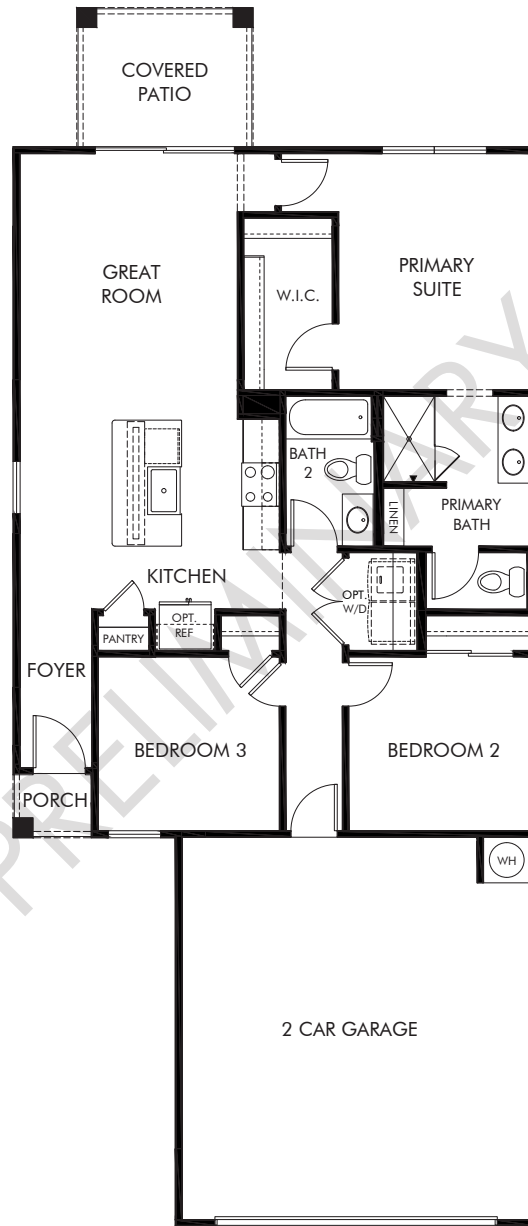 COVERED
PATIO
GREAT
ROOM
PRIMARY
SUITE
W.I.C.
BATH
2
LINEN
PRIMARY
BATH
KITCHEN
OPT.
W/D
OPT.
REF
PANTRY
FOYER
BEDROOM 3
BEDROOM 2
PORCH
WH
2 CAR GARAGE
PRELIMINARY